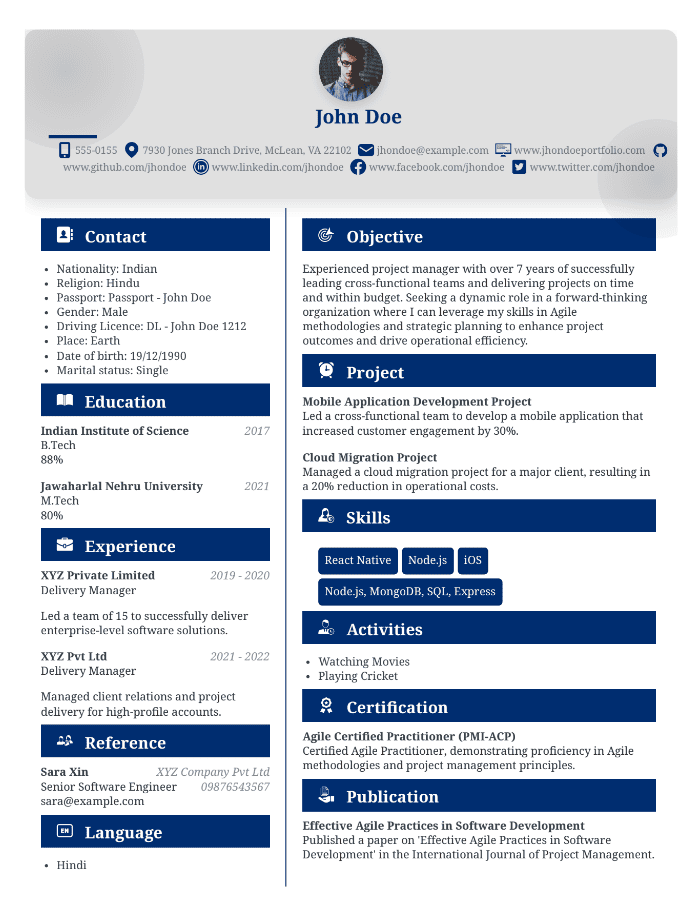 John Doe
555-0155 7930 Jones Branch Drive, McLean, VA 22102 jhondoe@example.com www.jhondoeportfolio.com
www.github.com/jhondoe www.linkedin.com/jhondoe www.facebook.com/jhondoe www.twitter.com/jhondoe
Contact
• Nationality: Indian
• Religion: Hindu
• Passport: Passport - John Doe
• Gender: Male
• Driving Licence: DL - John Doe 1212
• Place: Earth
• Date of birth: 19/12/1990
• Marital status: Single
Education
Indian Institute of Science 2017
B.Tech
88%
Jawaharlal Nehru University 2021
M.Tech
80%
Experience
XYZ Private Limited 2019 - 2020
Delivery Manager
Led a team of 15 to successfully deliver
enterprise-level software solutions.
XYZ Pvt Ltd 2021 - 2022
Delivery Manager
Managed client relations and project
delivery for high-profile accounts.
Reference
Sara Xin XYZ Company Pvt Ltd
Senior Software Engineer 09876543567
sara@example.com
EN Language
• Hindi
Objective
Experienced project manager with over 7 years of successfully
leading cross-functional teams and delivering projects on time
and within budget. Seeking a dynamic role in a forward-thinking
organization where I can leverage my skills in Agile
methodologies and strategic planning to enhance project
outcomes and drive operational efficiency.
Project
Mobile Application Development Project
Led a cross-functional team to develop a mobile application that
increased customer engagement by 30%.
Cloud Migration Project
Managed a cloud migration project for a major client, resulting in
a 20% reduction in operational costs.
Skills
React Native Node.js iOS
Node.js, MongoDB, SQL, Express
Activities
• Watching Movies
• Playing Cricket
Certification
Agile Certified Practitioner (PMI-ACP)
Certified Agile Practitioner, demonstrating proficiency in Agile
methodologies and project management principles.
Publication
Effective Agile Practices in Software Development
Published a paper on 'Effective Agile Practices in Software
Development' in the International Journal of Project Management.